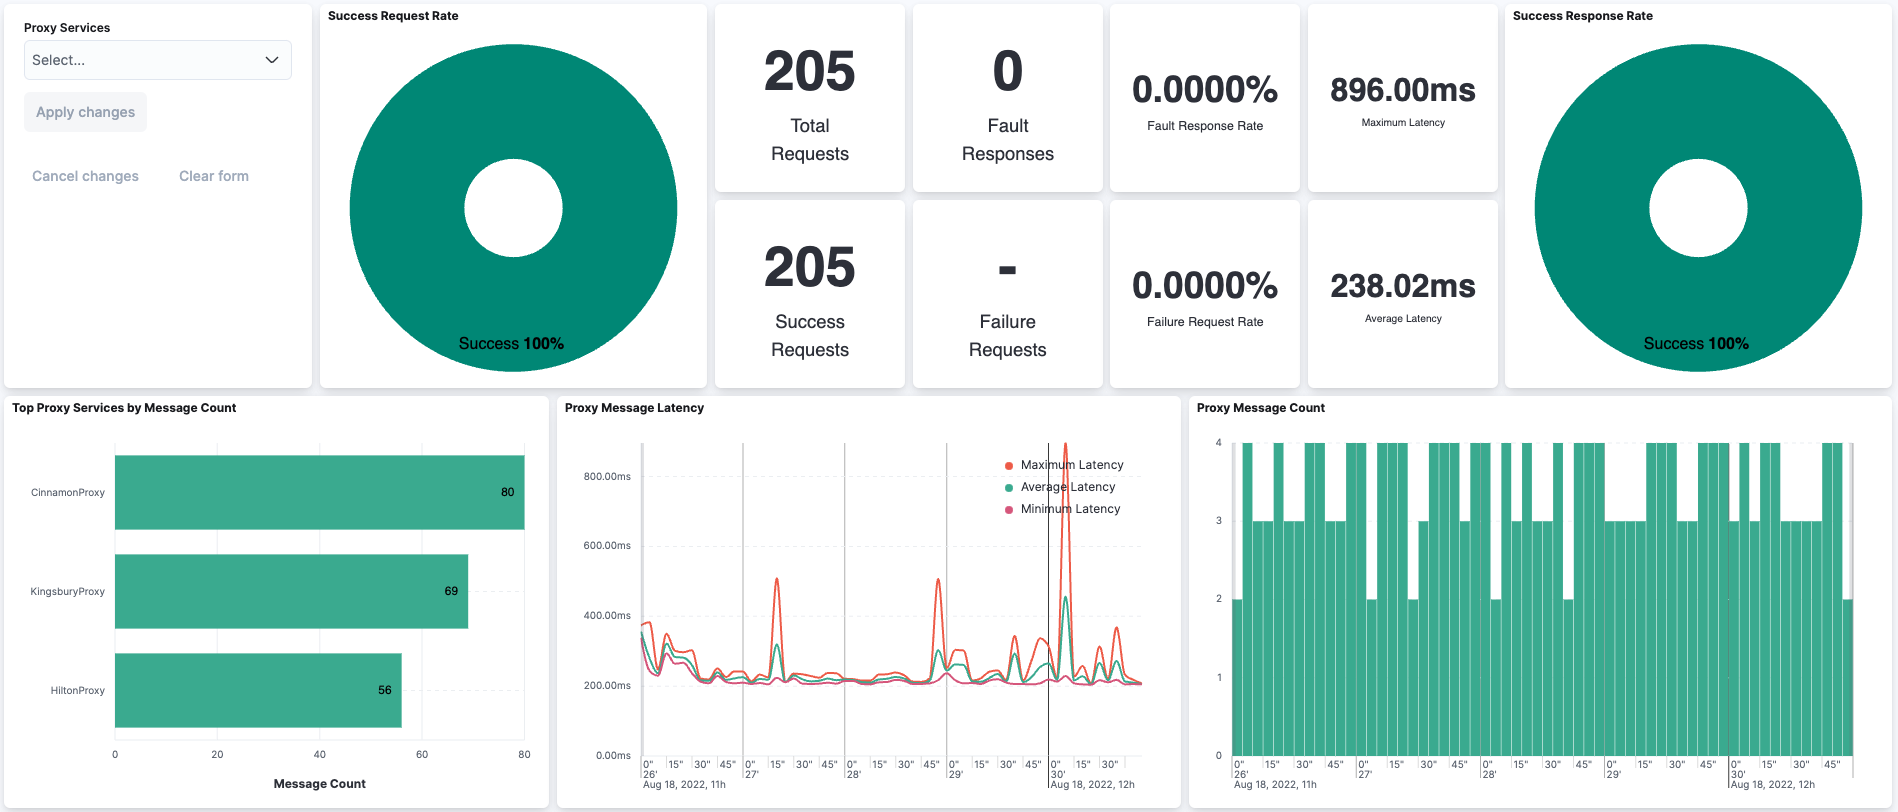 Proxy Services
Select...
Apply changes
Cancel changes
Clear form
Success Request Rate
Success 100%
205
Total
Requests
0
Fault
Responses
0.0000%
Fault Response Rate
896.00ms
Maximum Latency
205
Success
Requests
-
Failure
Requests
0.0000%
Failure Request Rate
238.02ms
Average Latency
Success Response Rate
Success 100%
Top Proxy Services by Message Count
CinnamonProxy
80
KingsburyProxy
69
HiltonProxy
56
0 20 40 60 80
Message Count
Proxy Message Latency
Maximum Latency
Average Latency
Minimum Latency
800.00ms
600.00ms
400.00ms
200.00ms
0.00ms
0" 15" 30" 45" 0" 15" 30" 45" 0" 15" 30" 45" 0" 15" 30" 45" 0" 15" 30"
26' 27' 28' 29' 30'
Aug 18, 2022, 11h Aug 18, 2022, 12h
Proxy Message Count
4
3
2
1
0
0" 15" 30" 45" 0" 15" 30" 45" 0" 15" 30" 45" 0" 15" 30" 45" 0" 15" 30" 45"
26' 27' 28' 29' 30'
Aug 18, 2022, 11h Aug 18, 2022, 12h